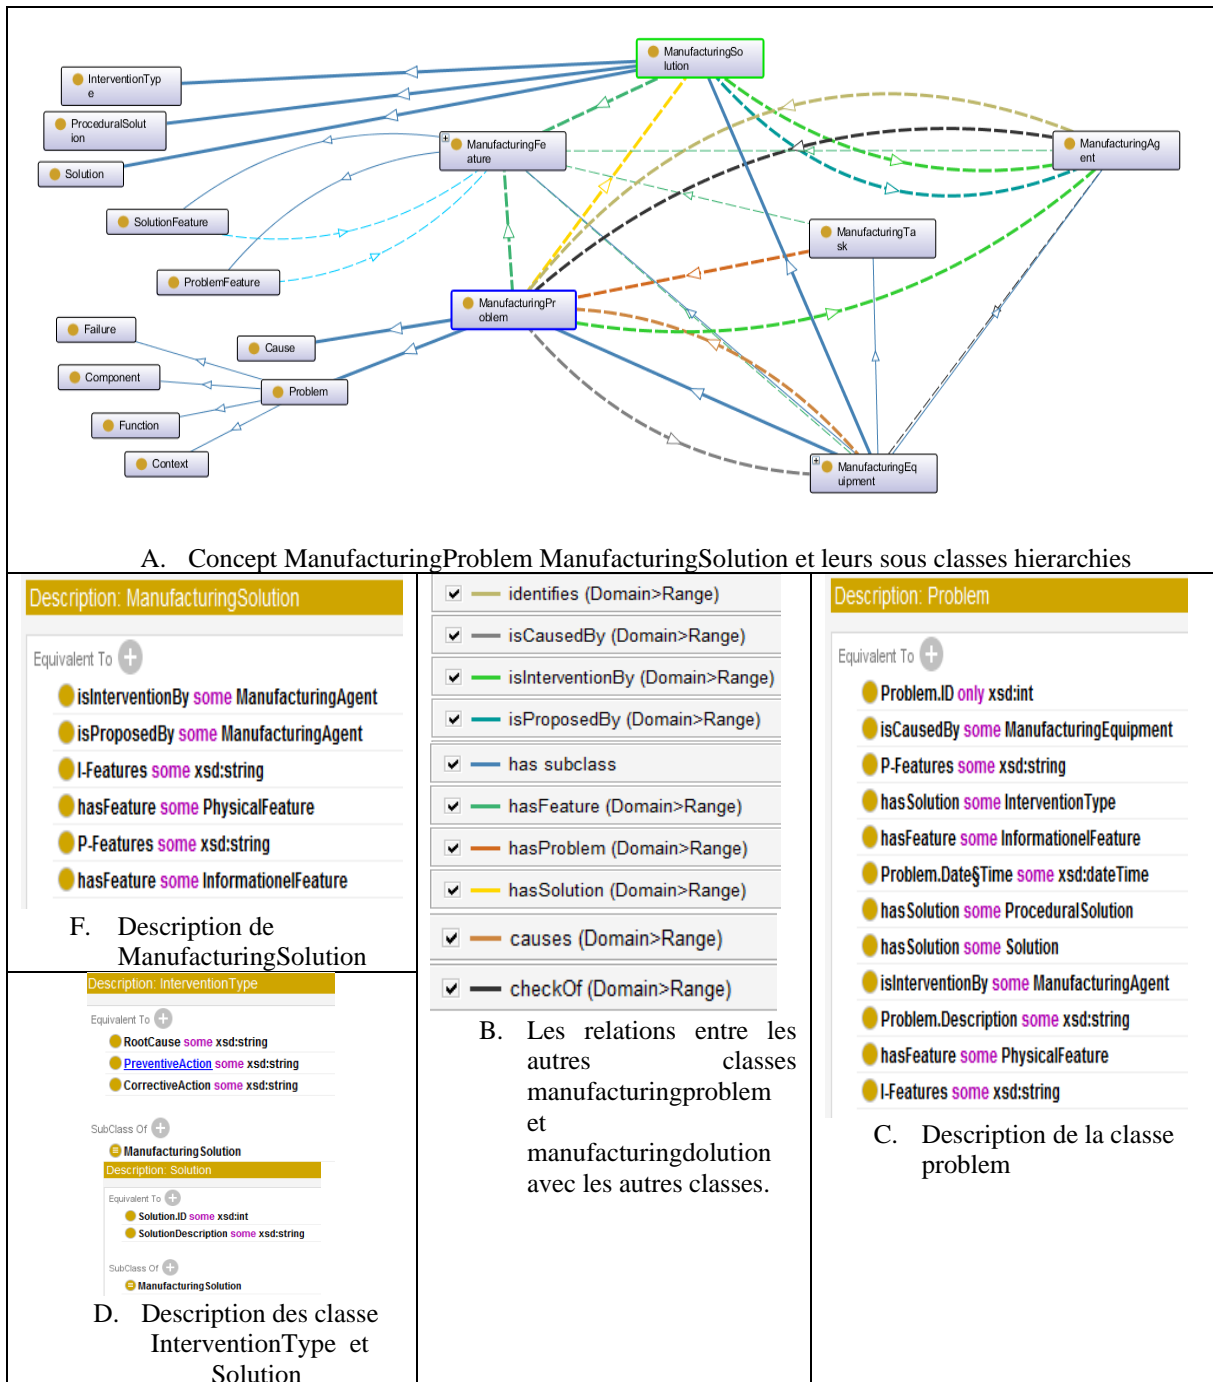 ManufacturingSo
lution
InterventionTyp
e
ProceduralSolut
ion
Solution
ManufacturingFe
ature
ManufacturingAg
ent
SolutionFeature
ManufacturingTa
sk
ProblemFeature
ManufacturingPr
oblem
Failure
Cause
Component
Problem
Function
Context
ManufacturingEq
uipment
A. Concept ManufacturingProblem ManufacturingSolution et leurs sous classes hierarchies
Description: ManufacturingSolution
Equivalent To
isInterventionBy some ManufacturingAgent
isProposedBy some ManufacturingAgent
I-Features some xsd:string
hasFeature some PhysicalFeature
P-Features some xsd:string
hasFeature some InformationelFeature
F. Description de
ManufacturingSolution
Description: InterventionType
Equivalent To
RootCause some xsd:string
PreventiveAction some xsd:string
CorrectiveAction some xsd:string
SubClass Of
ManufacturingSolution
Description: Solution
Equivalent To
Solution.ID some xsd:int
SolutionDescription some xsd:string
SubClass Of
ManufacturingSolution
D. Description des classe
InterventionType et
Solution
identifies (Domain>Range)
isCausedBy (Domain>Range)
isInterventionBy (Domain>Range)
isProposedBy (Domain>Range)
has subclass
hasFeature (Domain>Range)
hasProblem (Domain>Range)
hasSolution (Domain>Range)
causes (Domain>Range)
checkOf (Domain>Range)
B. Les relations entre les
autres classes
manufacturingproblem
et
manufacturingdolution
avec les autres classes.
Description: Problem
Equivalent To
Problem.ID only xsd:int
isCausedBy some ManufacturingEquipment
P-Features some xsd:string
hasSolution some InterventionType
hasFeature some InformationelFeature
Problem.Date§Time some xsd:dateTime
hasSolution some ProceduralSolution
hasSolution some Solution
isInterventionBy some ManufacturingAgent
Problem.Description some xsd:string
hasFeature some PhysicalFeature
I-Features some xsd:string
C. Description de la classe
problem